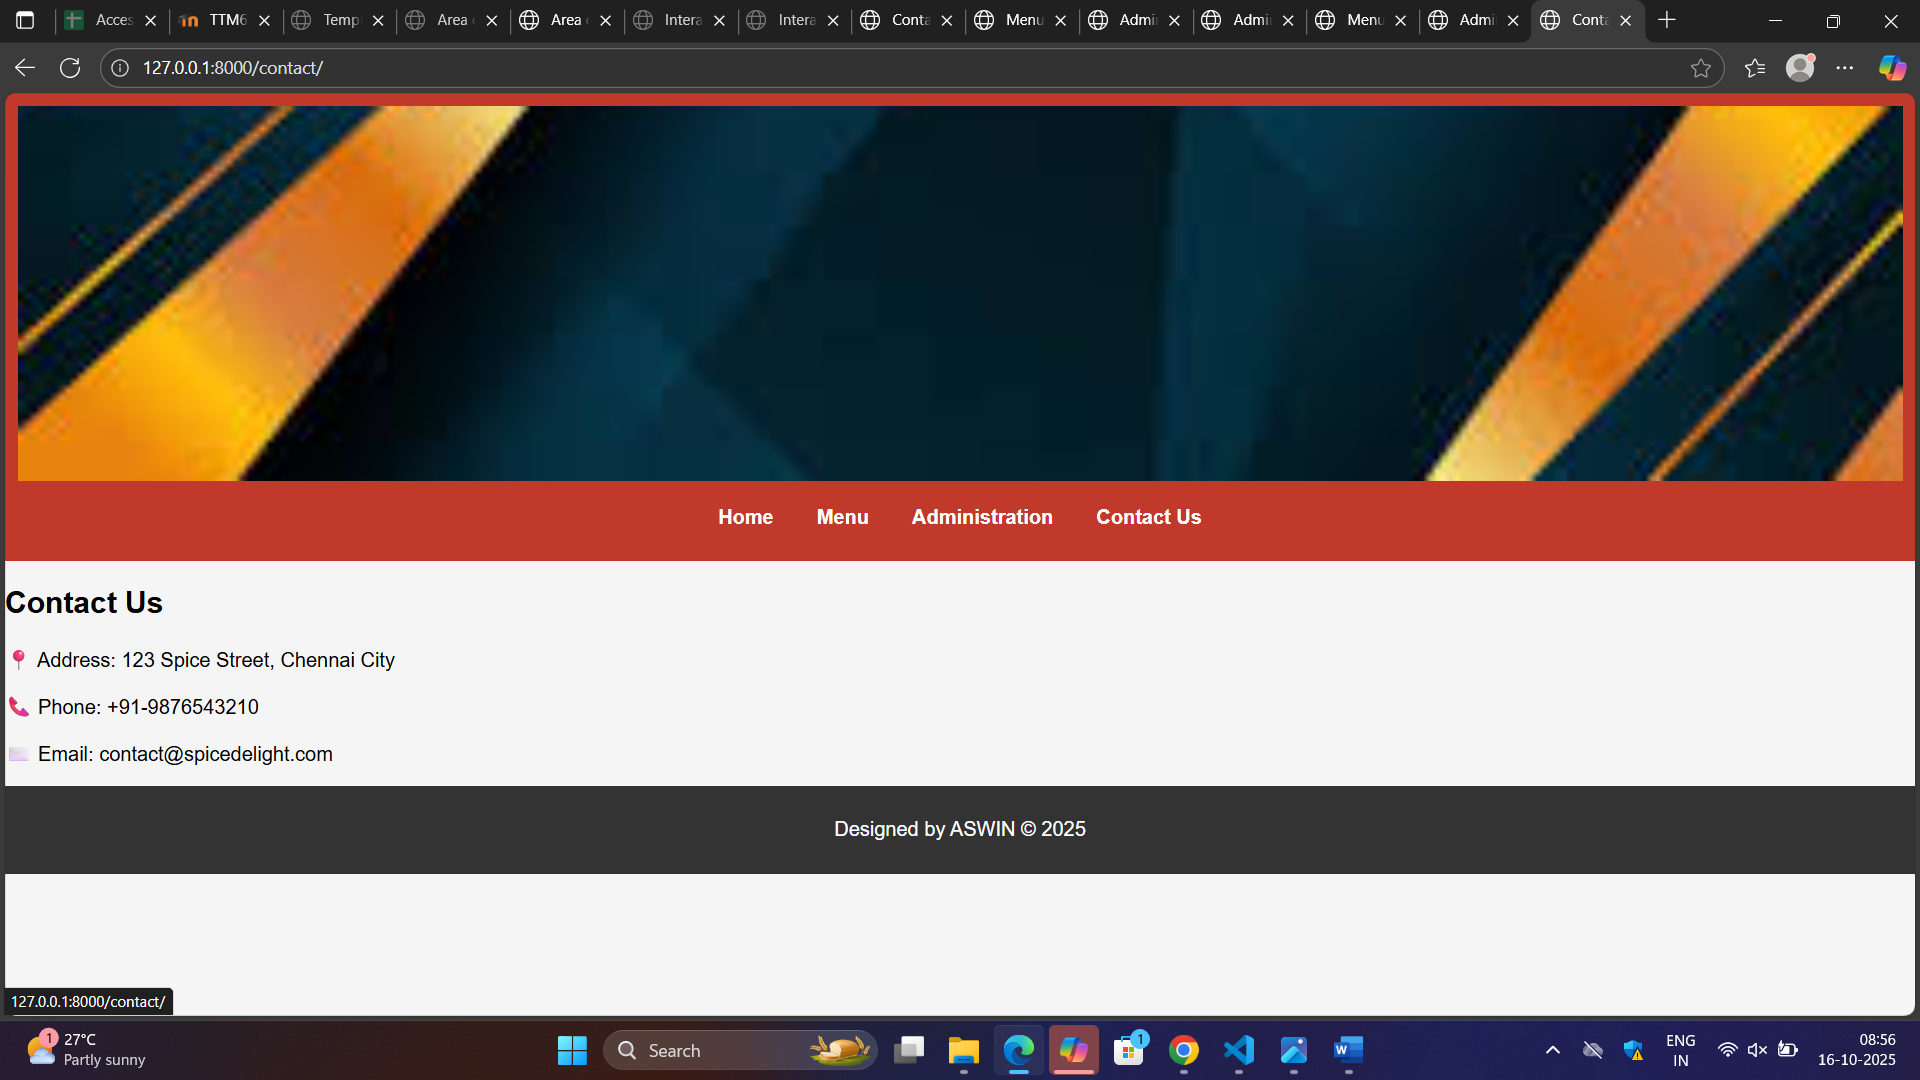 Acces
TTM6
Temp
Area
Area
Intera
Intera
Conta
Menu
Admi
Admi
Menu
Admi
Conta
127.0.0.1:8000/contact/
Home Menu Administration Contact Us
Contact Us
Address: 123 Spice Street, Chennai City
Phone: +91-9876543210
Email: contact@spicedelight.com
Designed by ASWIN © 2025
127.0.0.1:8000/contact/
1
27°C
Partly sunny
Search
1
W
ENG
IN
08:56
16-10-2025